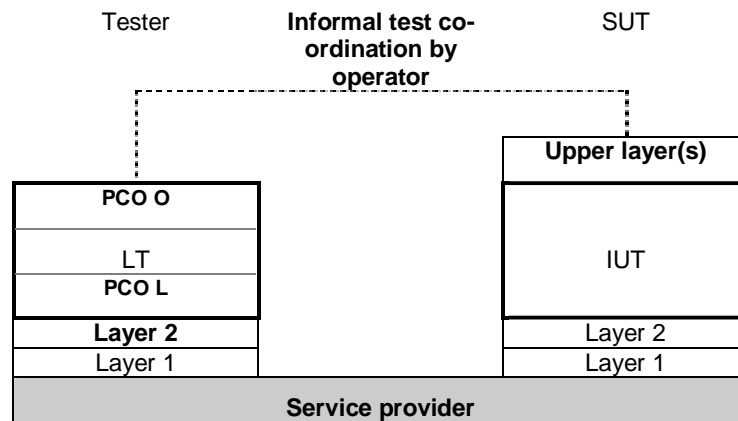 Tester
Informal test co-
ordination by
operator
SUT
Upper layer(s)
PCO O
LT
PCO L
IUT
Layer 2
Layer 1
Layer 2
Layer 1
Service provider